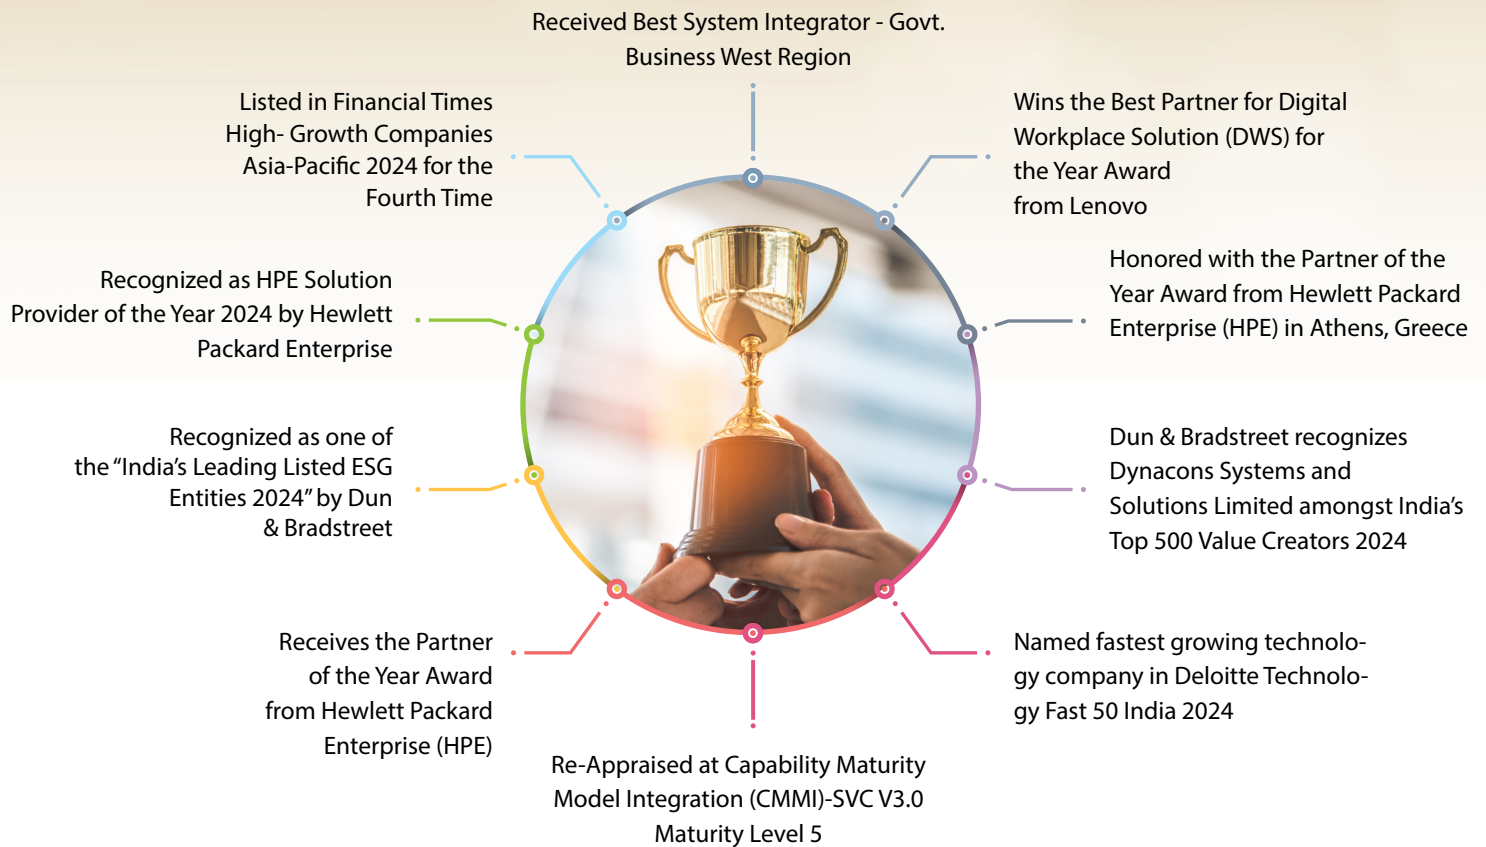 Received Best System Integrator - Govt.
Business West Region
Wins the Best Partner for Digital
Workplace Solution (DWS) for
the Year Award
from Lenovo
Honored with the Partner of the
Year Award from Hewlett Packard
Enterprise (HPE) in Athens, Greece
Dun & Bradstreet recognizes
Dynacons Systems and
Solutions Limited amongst India’s
Top 500 Value Creators 2024
Named fastest growing technolo-
gy company in Deloitte Technolo-
gy Fast 50 India 2024
Re-Appraised at Capability Maturity
Model Integration (CMMI)-SVC V3.0
Maturity Level 5
Receives the Partner
of the Year Award
from Hewlett Packard
Enterprise (HPE)
Recognized as one of
the “India’s Leading Listed ESG
Entities 2024” by Dun
& Bradstreet
Recognized as HPE Solution
Provider of the Year 2024 by Hewlett
Packard Enterprise
Listed in Financial Times
High- Growth Companies
Asia-Pacific 2024 for the
Fourth Time